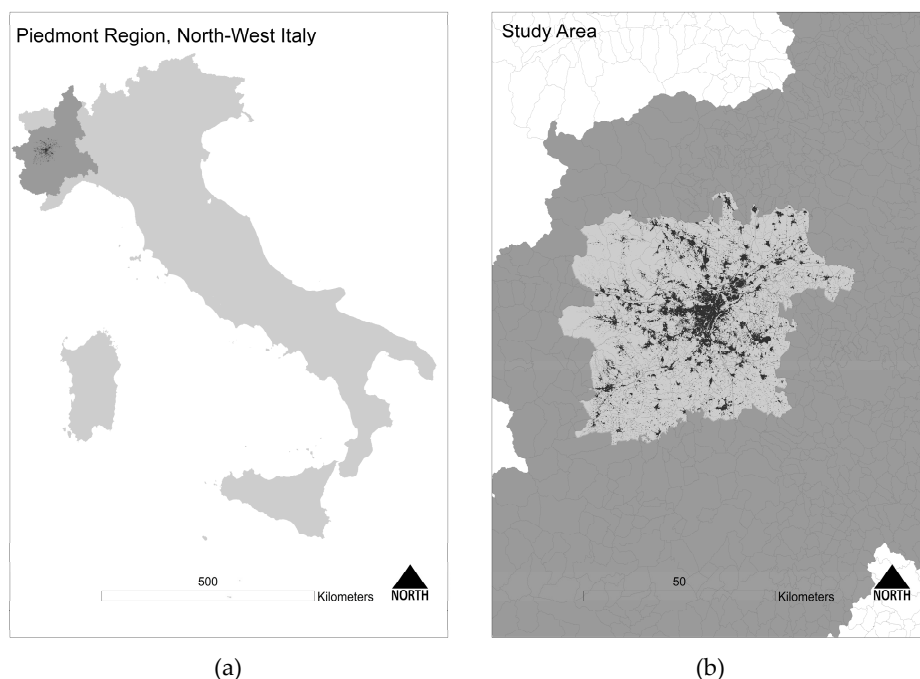 Piedmont Region, North-West Italy
Study Area
500
Kilometers
NORTH
50
Kilometers
NORTH
(a)
(b)